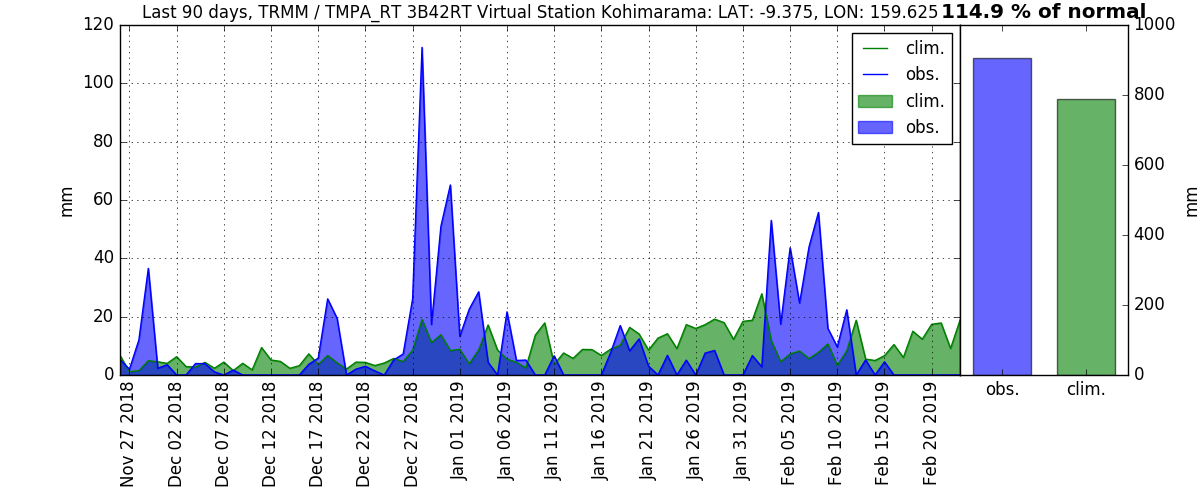 Last 90 days, TRMM / TMPA_RT 3B42RT Virtual Station Kohimarama: LAT: -9.375, LON: 159.625
114.9 % of normal
120
100
80
60
40
20
0
mm
clim.
obs.
clim.
obs.
Nov 27 2018
Dec 02 2018
Dec 07 2018
Dec 12 2018
Dec 17 2018
Dec 22 2018
Dec 27 2018
Jan 01 2019
Jan 06 2019
Jan 11 2019
Jan 16 2019
Jan 21 2019
Jan 26 2019
Jan 31 2019
Feb 05 2019
Feb 10 2019
Feb 15 2019
Feb 20 2019
1000
800
600
400
200
0
mm
obs.
clim.